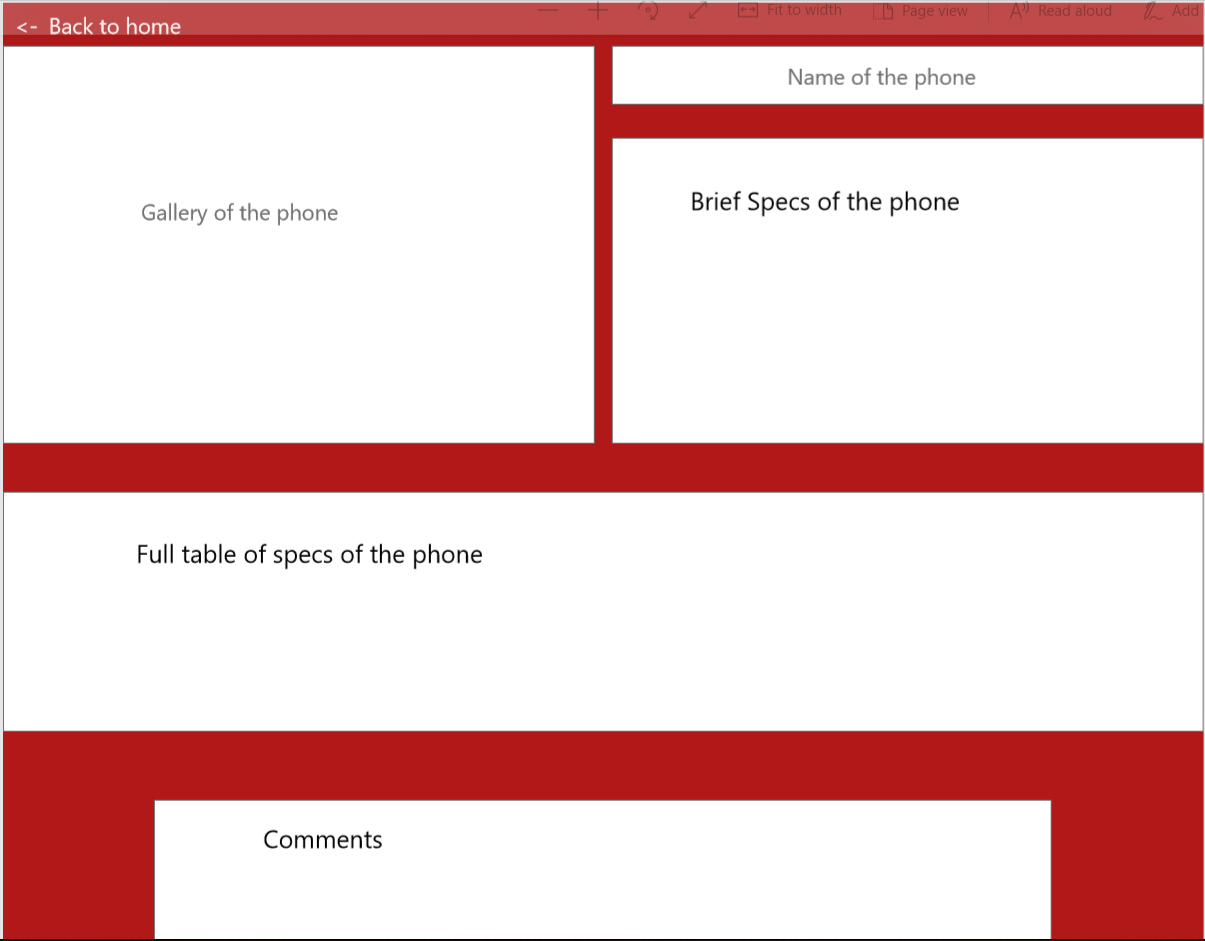 Fit to width Page view Read aloud Add
<- Back to home
Name of the phone
Gallery of the phone
Brief Specs of the phone
Full table of specs of the phone
Comments